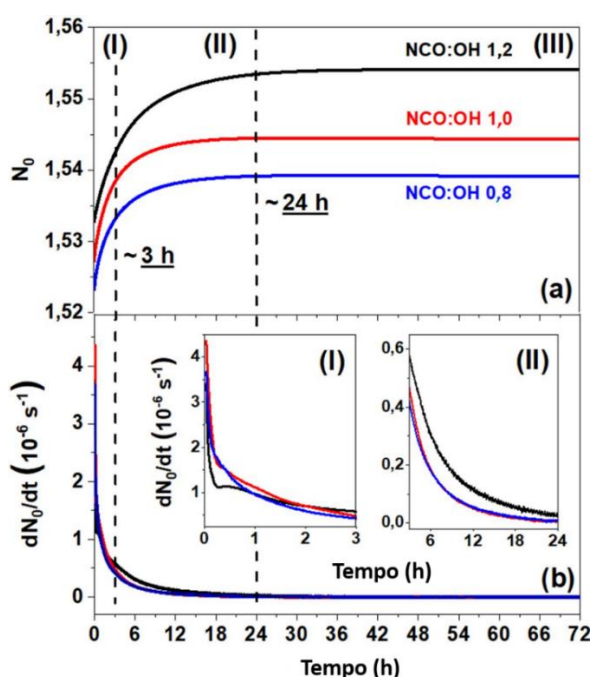 1,56
(I)
(II)
(III)
NCO:OH 1,2
1,55
NCO:OH 1,0
1,54
N₀
NCO:OH 0,8
~ 24 h
1,53
~ 3 h
(a)
1,52
4
3
2
1
0
dN₀/dt (10⁻⁶ s⁻¹)
(I)
4
3
2
1
0
dN₀/dt (10⁻⁶ s⁻¹)
0 1 2 3
(II)
0,6
0,4
0,2
0,0
6 12 18 24
Tempo (h)
(b)
0 6 12 18 24 30 36 42 48 54 60 66 72
Tempo (h)